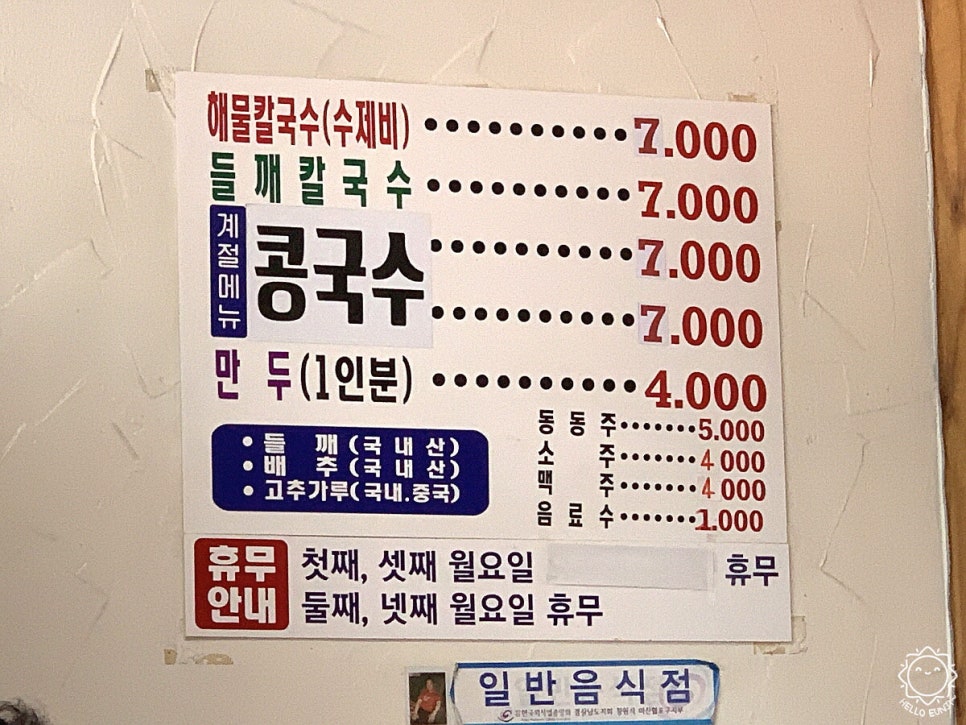 해물칼국수(수제비) ·········· 7.000
들깨칼국수 ·········· 7.000
계절메뉴
콩국수 ·········· 7.000
·········· 7.000
만두(1인분) ·········· 4.000
동동주 ······· 5.000
소주 ······· 4000
맥주 ······· 4000
음료수 ······· 1.000
• 들깨(국내산)
• 배추(국내산)
• 고추가루(국내.중국)
휴무안내
첫째, 셋째 월요일 휴무
둘째, 넷째 월요일 휴무
일반음식점
HELLO